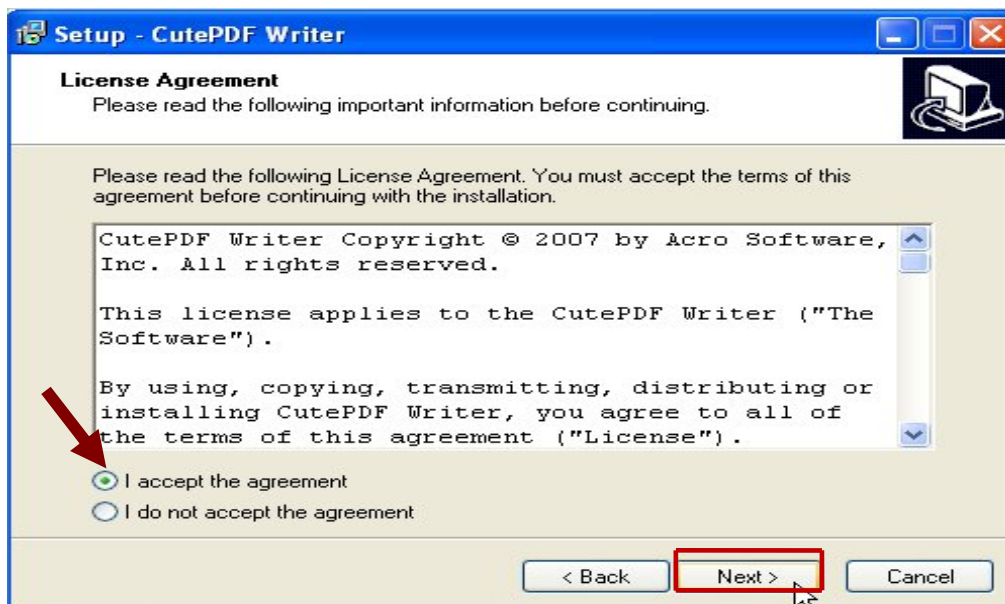 Setup - CutePDF Writer
License Agreement
Please read the following important information before continuing.
Please read the following License Agreement. You must accept the terms of this
agreement before continuing with the installation.
CutePDF Writer Copyright © 2007 by Acro Software,
Inc. All rights reserved.
This license applies to the CutePDF Writer ("The
Software").
By using, copying, transmitting, distributing or
installing CutePDF Writer, you agree to all of
the terms of this agreement ("License").
I accept the agreement
I do not accept the agreement
< Back Next > Cancel